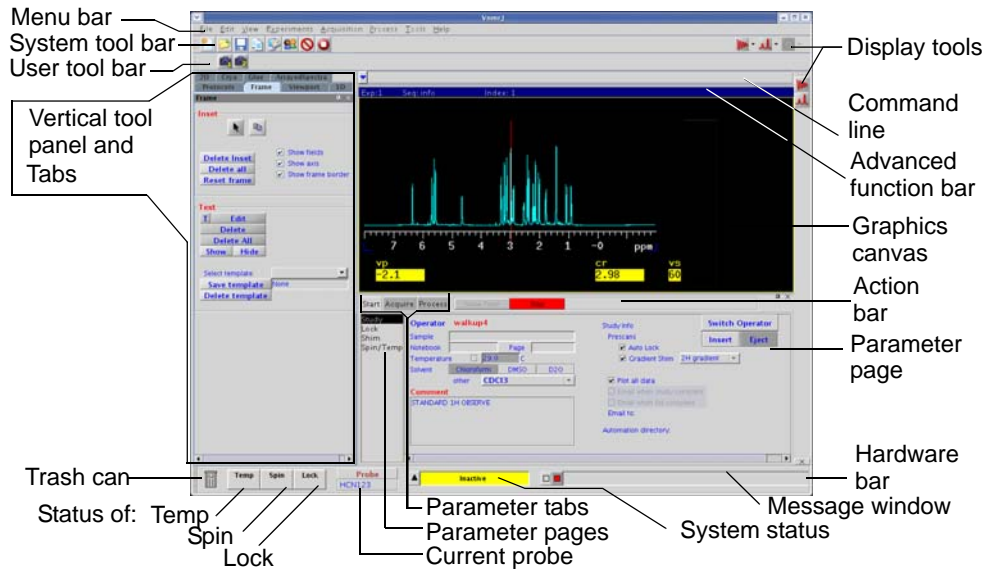 Menu bar
System tool bar
User tool bar
Vertical tool
panel and
Tabs
Trash can
Status of: Temp
Spin
Lock
Display tools
Command
line
Advanced
function bar
Graphics
canvas
Action
bar
Parameter
page
Hardware
bar
Message window
System status
Parameter tabs
Parameter pages
Current probe
VnmrJ
File Edit View Experiments Acquisition Process Tools Help
Protocols Frame Viewport 1D
Frame
Inset
Delete Inset
Delete all
Reset frame
Show fields
Show axis
Show frame border
Text
T Edit
Delete
Delete All
Show Hide
Select template
Save template None
Delete template
Exp:1 Seq: info Index: 1
7 6 5 4 3 2 1 -0 ppm
vp cr vs
-2.1 2.98 60
Start Acquire Process
Study
Lock
Shim
Spin/Temp
Operator walkup4
Sample
Notebook Page
Temperature 29.0 C
Solvent Chloroform DMSO D2O
other CDCl3
Comment
STANDARD 1H OBSERVE
Study Info
Prescans
Auto Lock
Gradient Shim 2H gradient
Plot all data
Email to:
Automation directory:
Switch Operator
Insert Eject
Temp Spin Lock
Probe
HCN123
Inactive